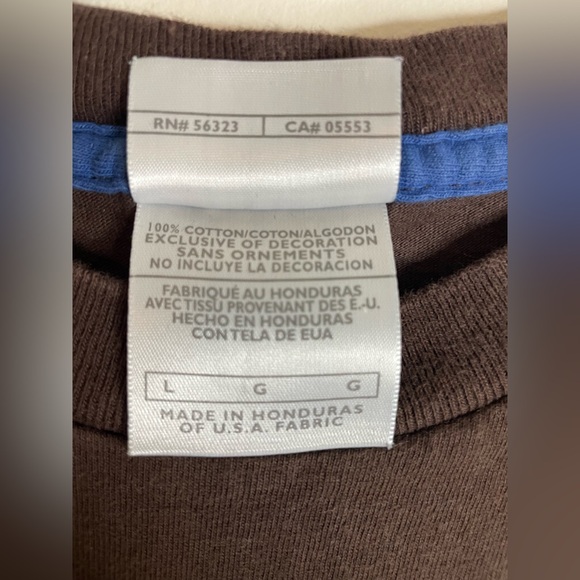 RN# 56323 | CA# 05553
100% COTTON/COTON/ALGODON
EXCLUSIVE OF DECORATION
SANS ORNEMENTS
NO INCLUYE LA DECORACION
FABRIQUÉ AU HONDURAS
AVEC TISSU PROVENANT DES É.-U.
HECHO EN HONDURAS
CON TELA DE EUA
L G G
MADE IN HONDURAS
OF U.S.A. FABRIC